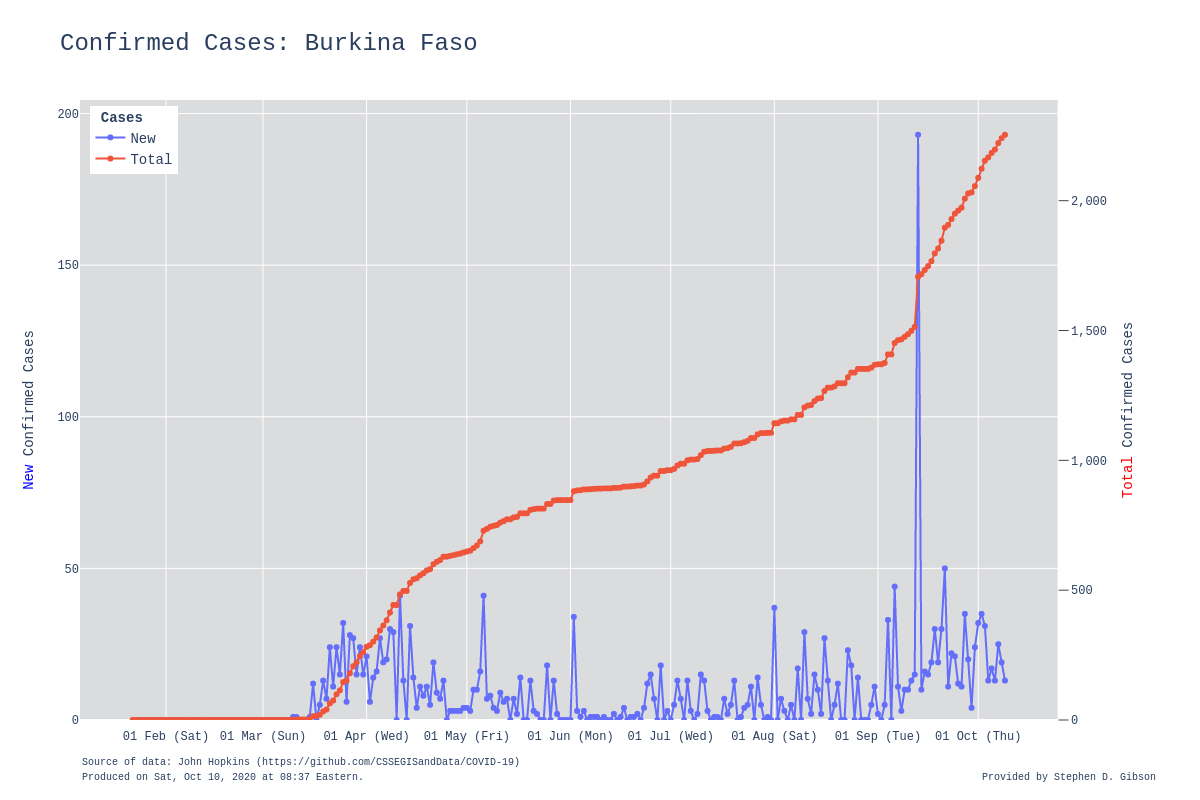 Confirmed Cases: Burkina Faso
Cases
New
Total
200
150
100
50
0
2,000
1,500
1,000
500
0
New Confirmed Cases
Total Confirmed Cases
01 Feb (Sat) 01 Mar (Sun) 01 Apr (Wed) 01 May (Fri) 01 Jun (Mon) 01 Jul (Wed) 01 Aug (Sat) 01 Sep (Tue) 01 Oct (Thu)
Source of data: John Hopkins (https://github.com/CSSEGISandData/COVID-19)
Produced on Sat, Oct 10, 2020 at 08:37 Eastern.
Provided by Stephen D. Gibson